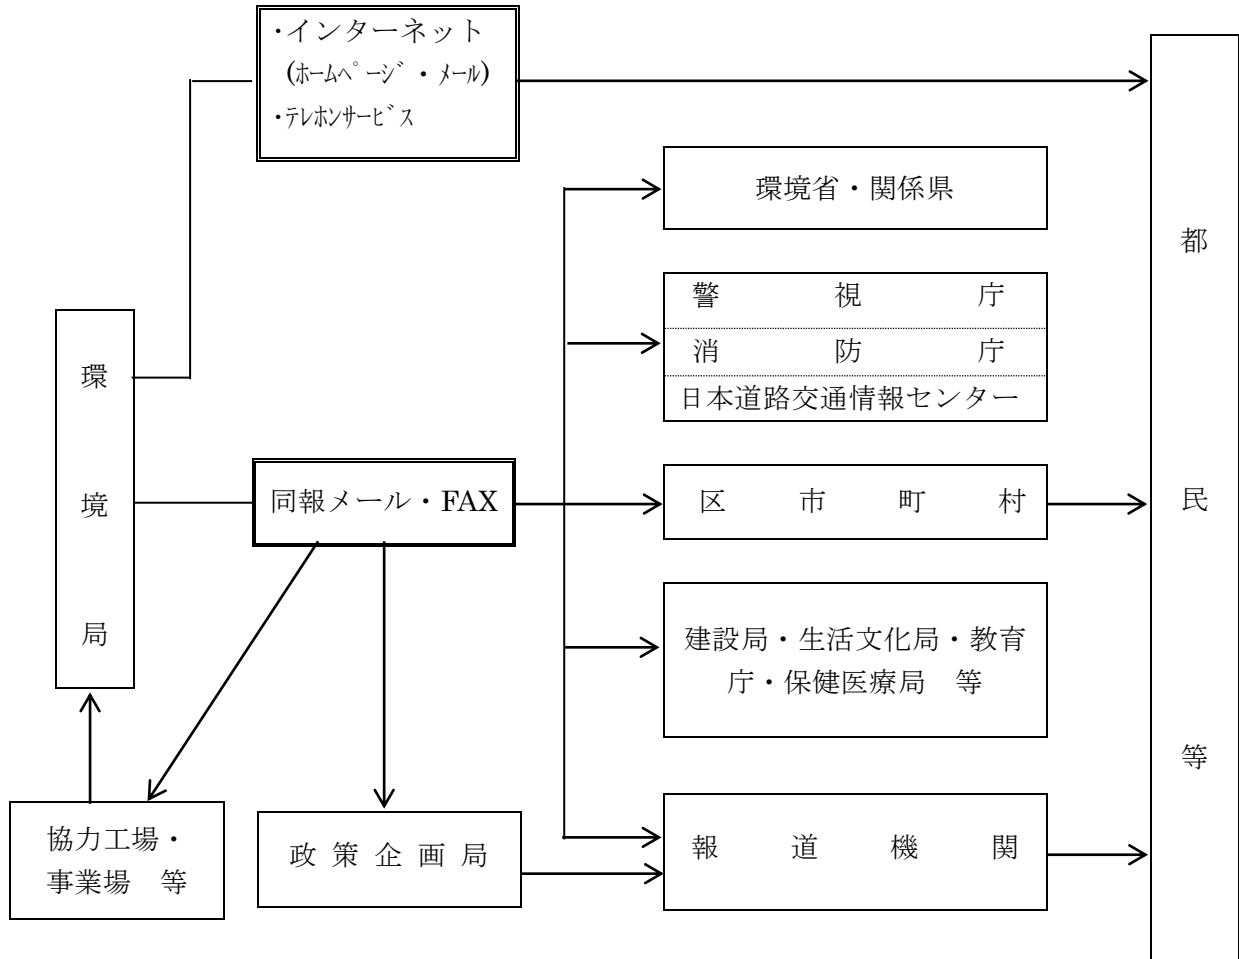 ・インターネット
(ホームページ・メール)
・テレホンサービス
環境省・関係県
警視庁
消防庁
日本道路交通情報センター
環境局
同報メール・FAX
区市町村
建設局・生活文化局・教育
庁・保健医療局　等
協力工場・
事業場　等
政策企画局
報道機関
都民等